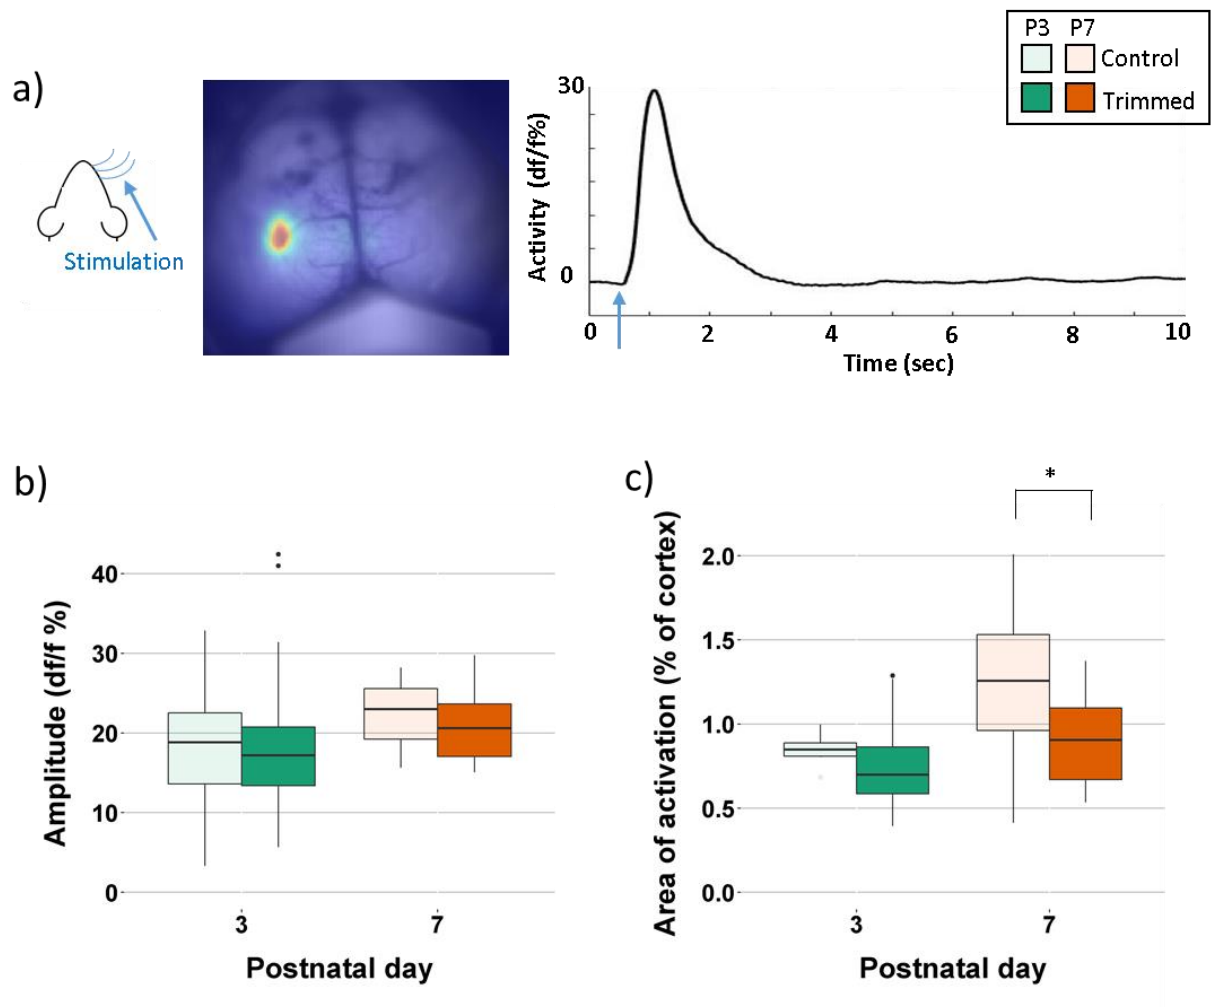 P3 P7
Control
Trimmed
a)
Stimulation
Activity (df/f%)
30
0
0 2 4 6 8 10
Time (sec)
b)
Amplitude (df/f %)
40
30
20
10
0
3 7
Postnatal day
c)
*
Area of activation (% of cortex)
2.0
1.5
1.0
0.5
0.0
3 7
Postnatal day